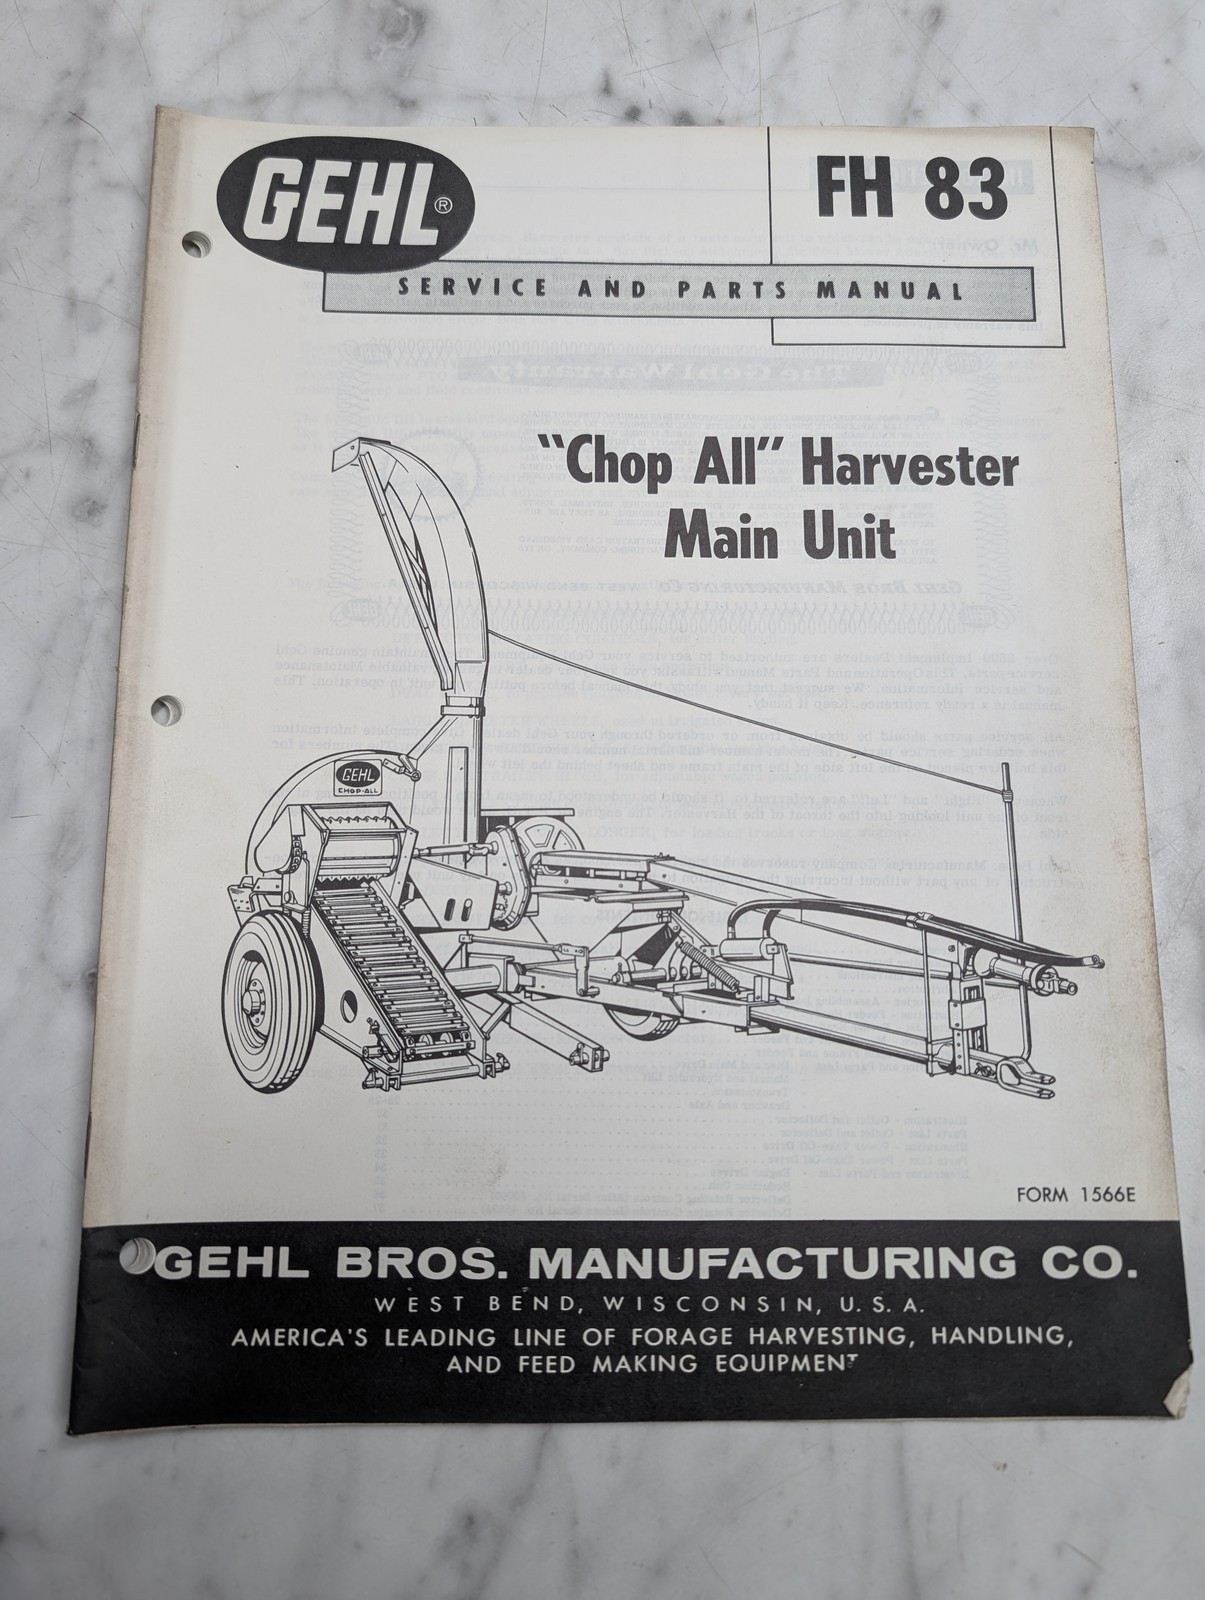 GEHL®
FH 83
SERVICE AND PARTS MANUAL
"Chop All" Harvester
Main Unit
GEHL
CHOP-ALL
FORM 1566E
GEHL BROS. MANUFACTURING CO.
WEST BEND, WISCONSIN, U.S.A.
AMERICA'S LEADING LINE OF FORAGE HARVESTING, HANDLING,
AND FEED MAKING EQUIPMENT